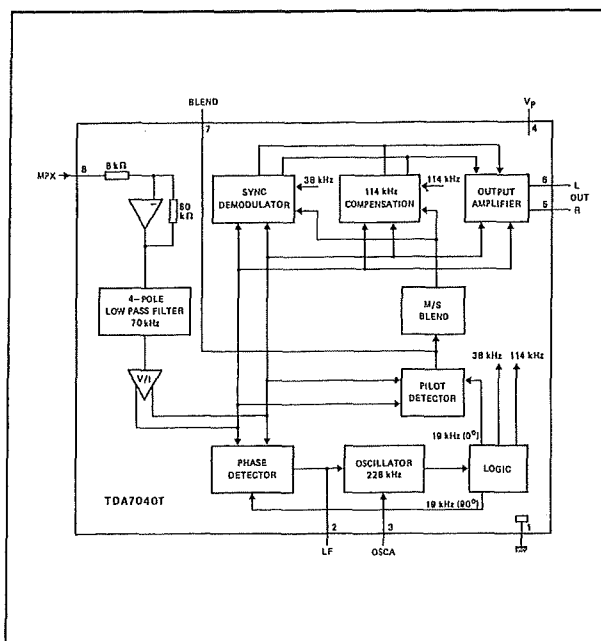 BLEND
7
Vp
4
MPX
8
8 kΩ
80
kΩ
SYNC
DEMODULATOR
38 kHz
114 kHz
COMPENSATION
114 kHz
OUTPUT
AMPLIFIER
6
L
OUT
5
R
4-POLE
LOW PASS FILTER
70 kHz
M/S
BLEND
38 kHz
114 kHz
V/I
PILOT
DETECTOR
19 kHz (0°)
PHASE
DETECTOR
OSCILLATOR
228 kHz
LOGIC
TDA7040T
19 kHz (90°)
2
3
1
LF
OSCA